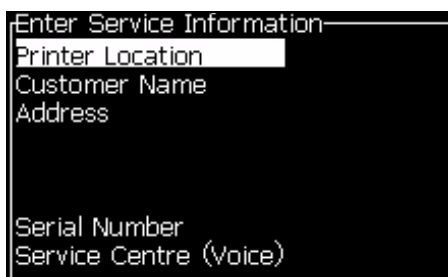 Enter Service Information
Printer Location
Customer Name
Address
Serial Number
Service Centre (Voice)